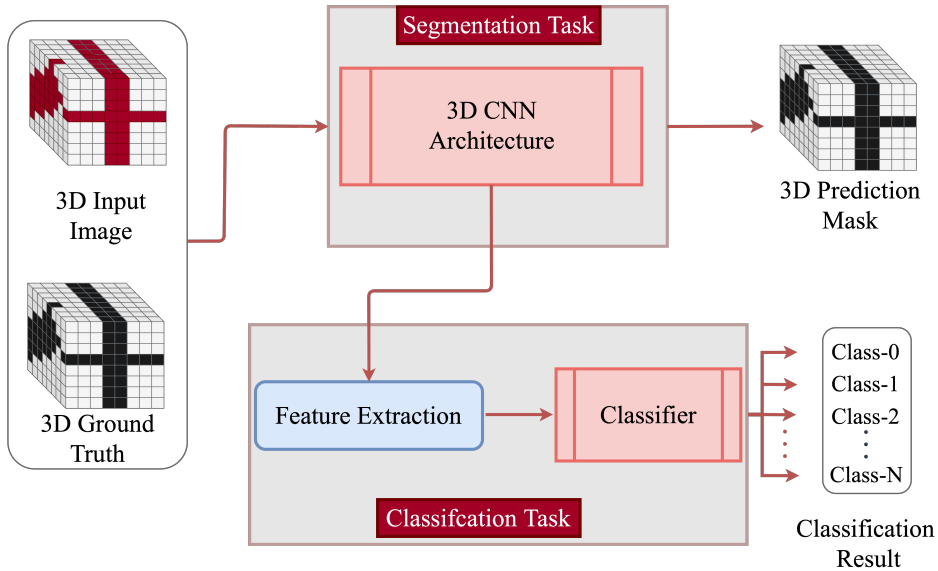 Segmentation Task
3D CNN
Architecture
3D Input
Image
3D Ground
Truth
3D Prediction
Mask
Feature Extraction
Classifier
Classifcation Task
Class-0
Class-1
Class-2
Class-N
Classification
Result